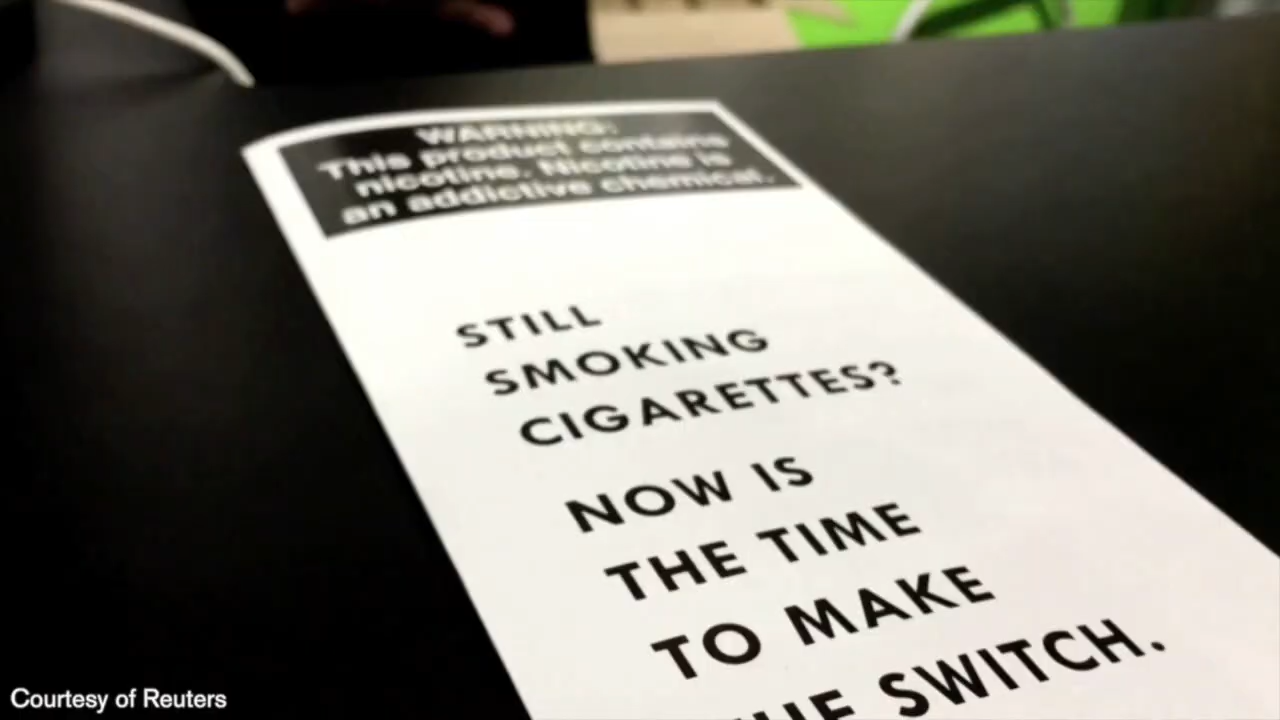 WARNING:
This product contains
nicotine. Nicotine is
an addictive chemical.
STILL
SMOKING
CIGARETTES?
NOW IS
THE TIME
TO MAKE
THE SWITCH.
Courtesy of Reuters